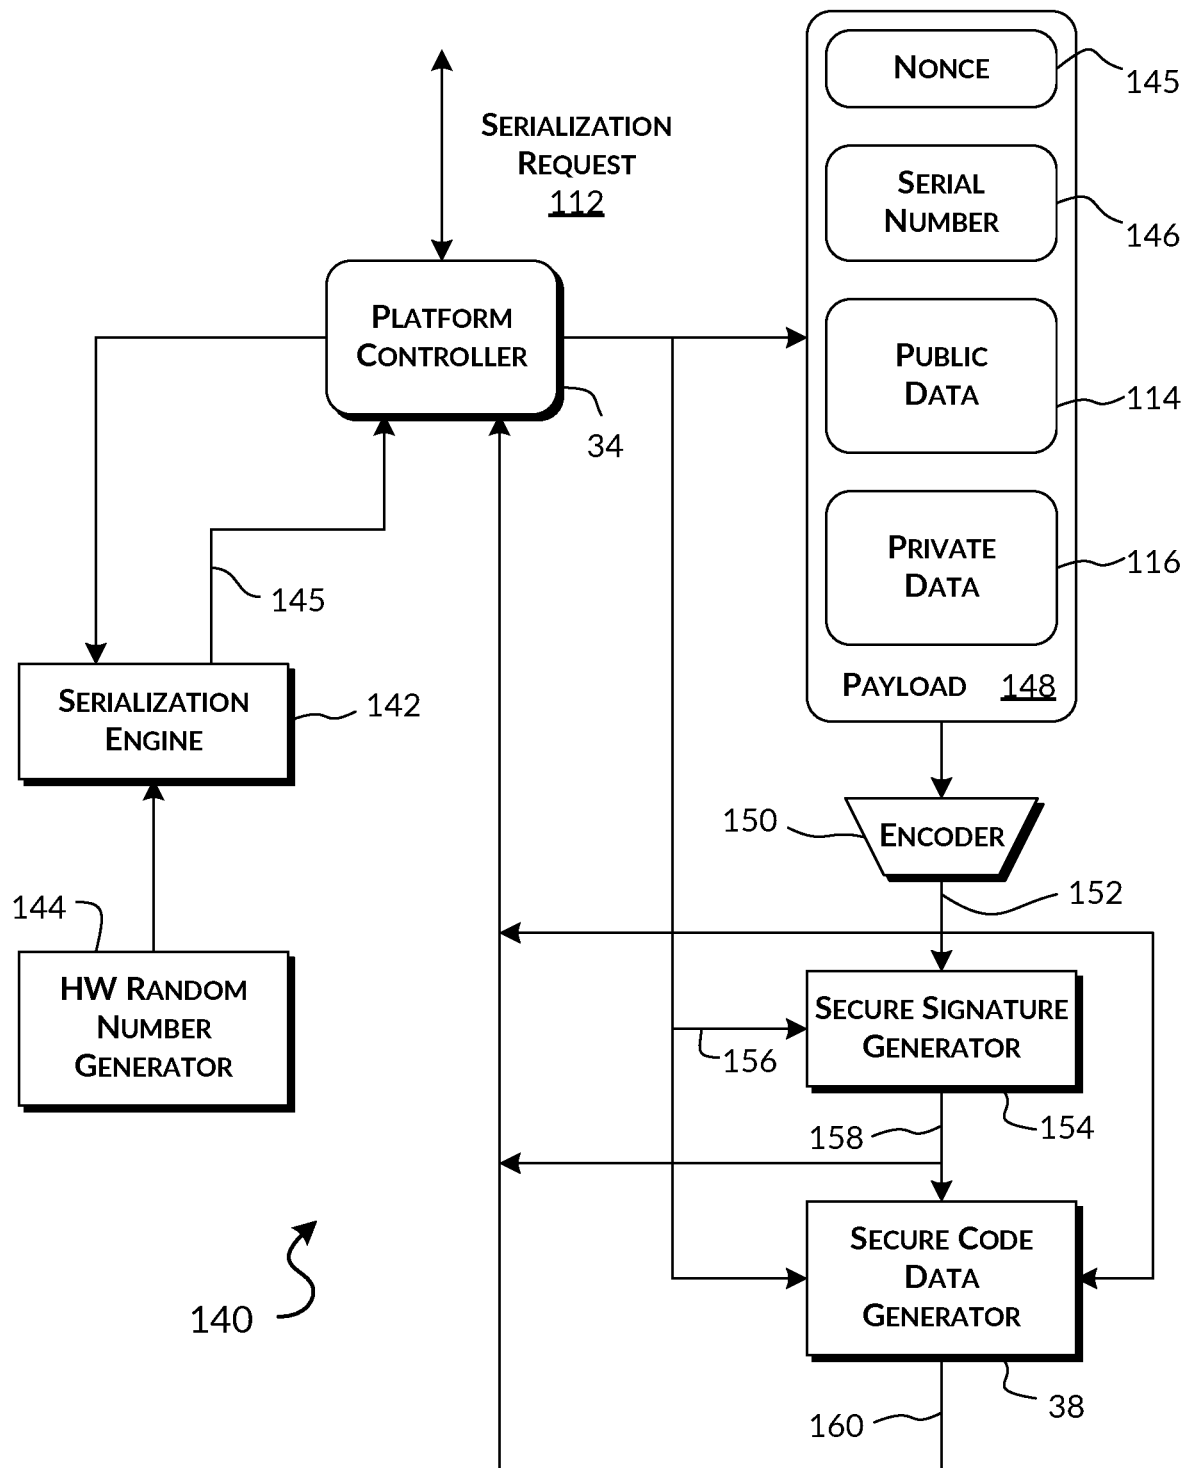 NONCE
145
SERIALIZATION
REQUEST
112
SERIAL
NUMBER
146
PLATFORM
CONTROLLER
34
PUBLIC
DATA
114
PRIVATE
DATA
116
145
PAYLOAD 148
SERIALIZATION
ENGINE
142
150
ENCODER
152
144
HW RANDOM
NUMBER
GENERATOR
SECURE SIGNATURE
GENERATOR
156
154
158
SECURE CODE
DATA
GENERATOR
140
38
160